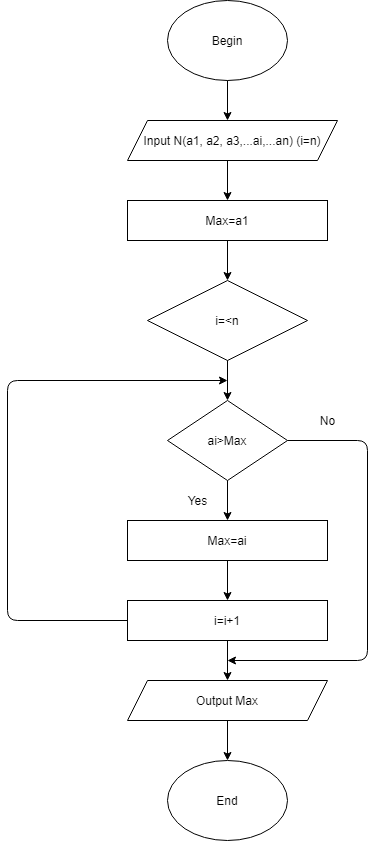 Begin
Input N(a1, a2, a3,...ai,...an) (i=n)
Max=a1
i=<n
ai>Max
No
Yes
Max=ai
i=i+1
Output Max
End